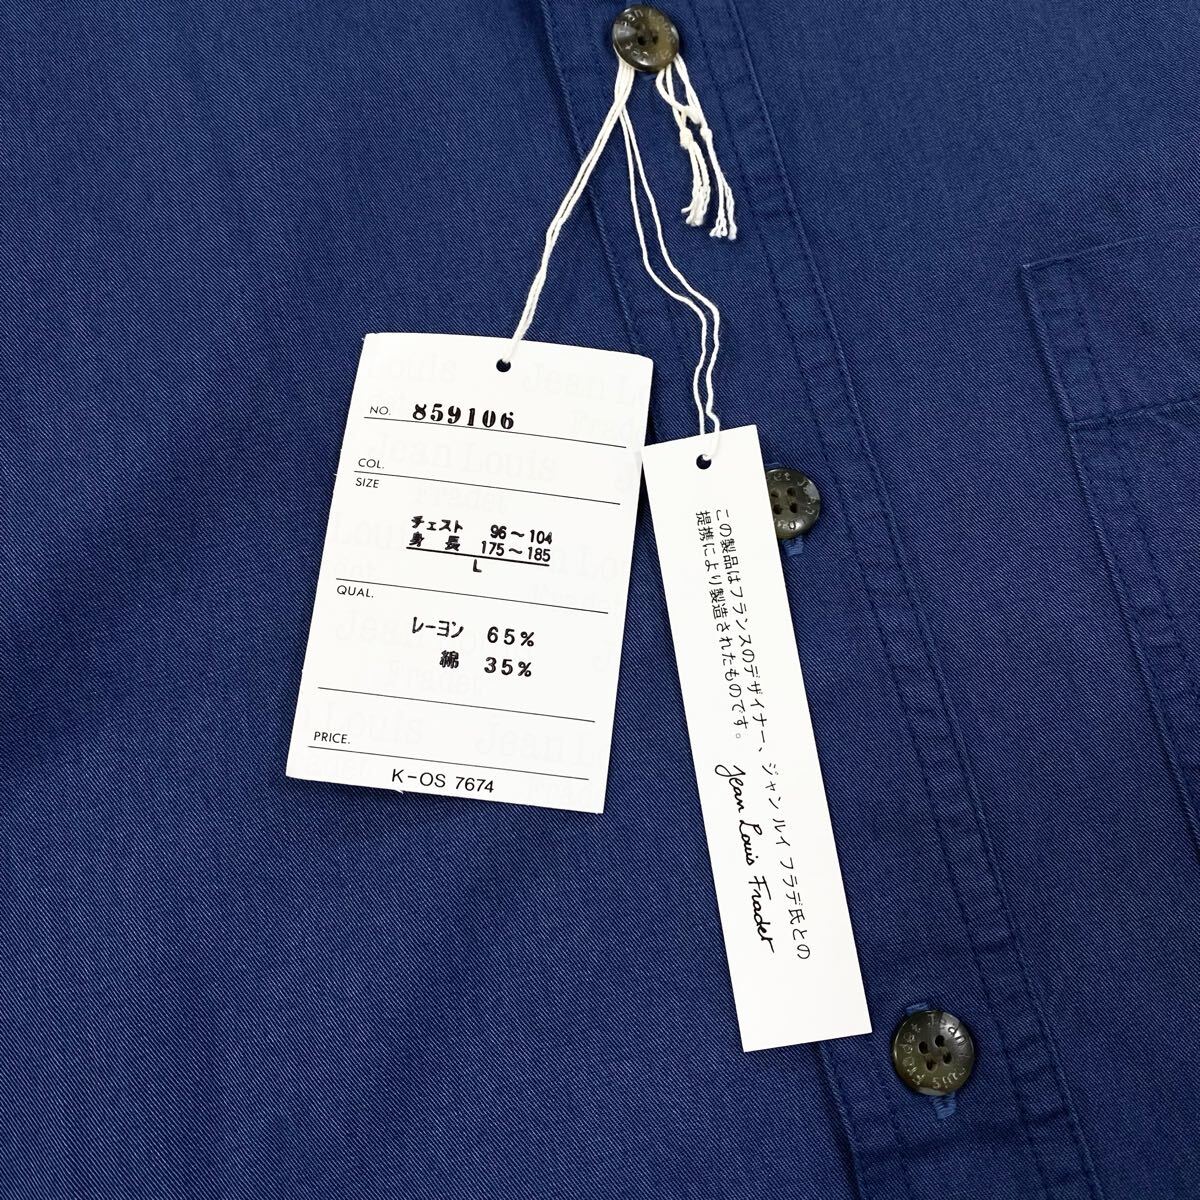 NO. 859106
COL.
SIZE
チェスト 96〜104
身長 175〜185
L
QUAL.
レーヨン 65%
綿 35%
PRICE.
K-OS 7674
この製品はフランスのデザイナー、ジャン ルイ フラデ氏との
提携により製造されたものです。 Jean Louis Fradet
Jean Louis Fradet